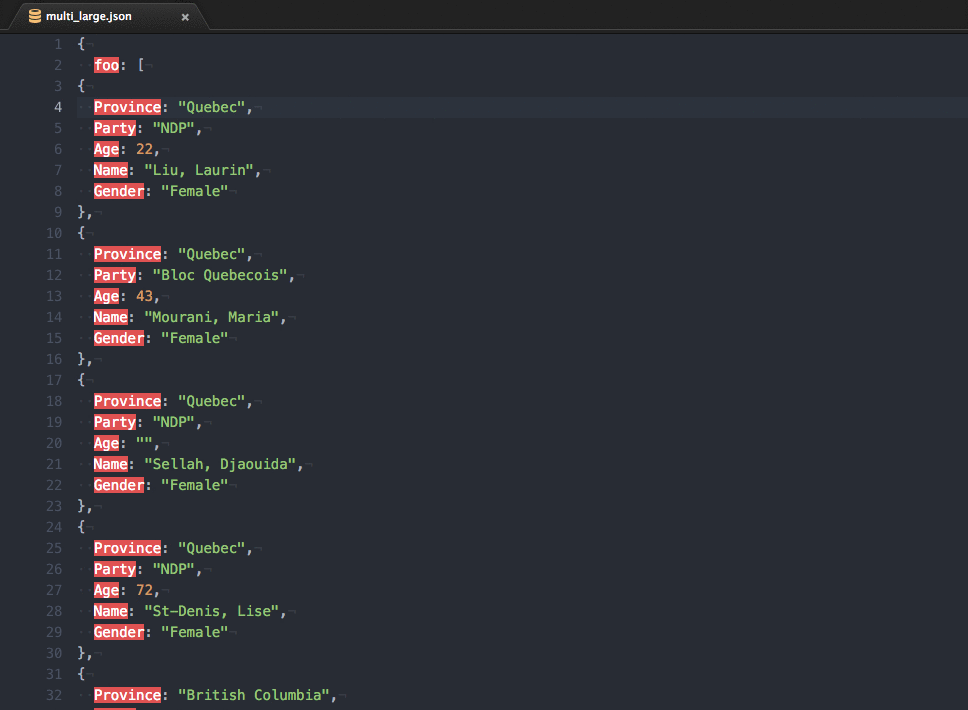 multi_large.json ×
1 {
2 foo: [
3 {
4 Province: "Quebec",
5 Party: "NDP",
6 Age: 22,
7 Name: "Liu, Laurin",
8 Gender: "Female"
9 },
10 {
11 Province: "Quebec",
12 Party: "Bloc Quebecois",
13 Age: 43,
14 Name: "Mourani, Maria",
15 Gender: "Female"
16 },
17 {
18 Province: "Quebec",
19 Party: "NDP",
20 Age: "",
21 Name: "Sellah, Djaouida",
22 Gender: "Female"
23 },
24 {
25 Province: "Quebec",
26 Party: "NDP",
27 Age: 72,
28 Name: "St-Denis, Lise",
29 Gender: "Female"
30 },
31 {
32 Province: "British Columbia",